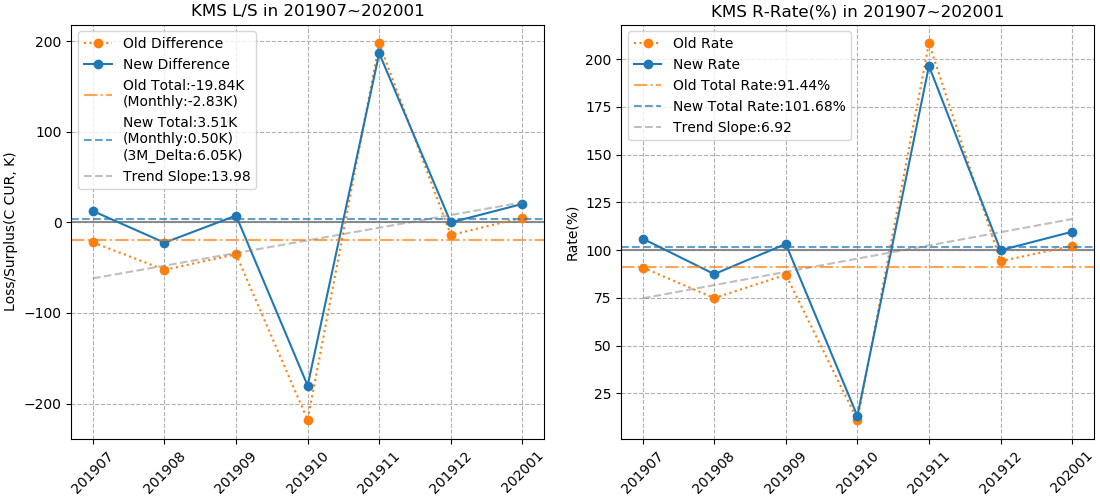 KMS L/S in 201907~202001
Old Difference
New Difference
Old Total:-19.84K
(Monthly:-2.83K)
New Total:3.51K
(Monthly:0.50K)
(3M_Delta:6.05K)
Trend Slope:13.98
Loss/Surplus(C CUR, K)
200
100
0
−100
−200
201907
201908
201909
201910
201911
201912
202001
KMS R-Rate(%) in 201907~202001
Old Rate
New Rate
Old Total Rate:91.44%
New Total Rate:101.68%
Trend Slope:6.92
Rate(%)
200
175
150
125
100
75
50
25
201907
201908
201909
201910
201911
201912
202001